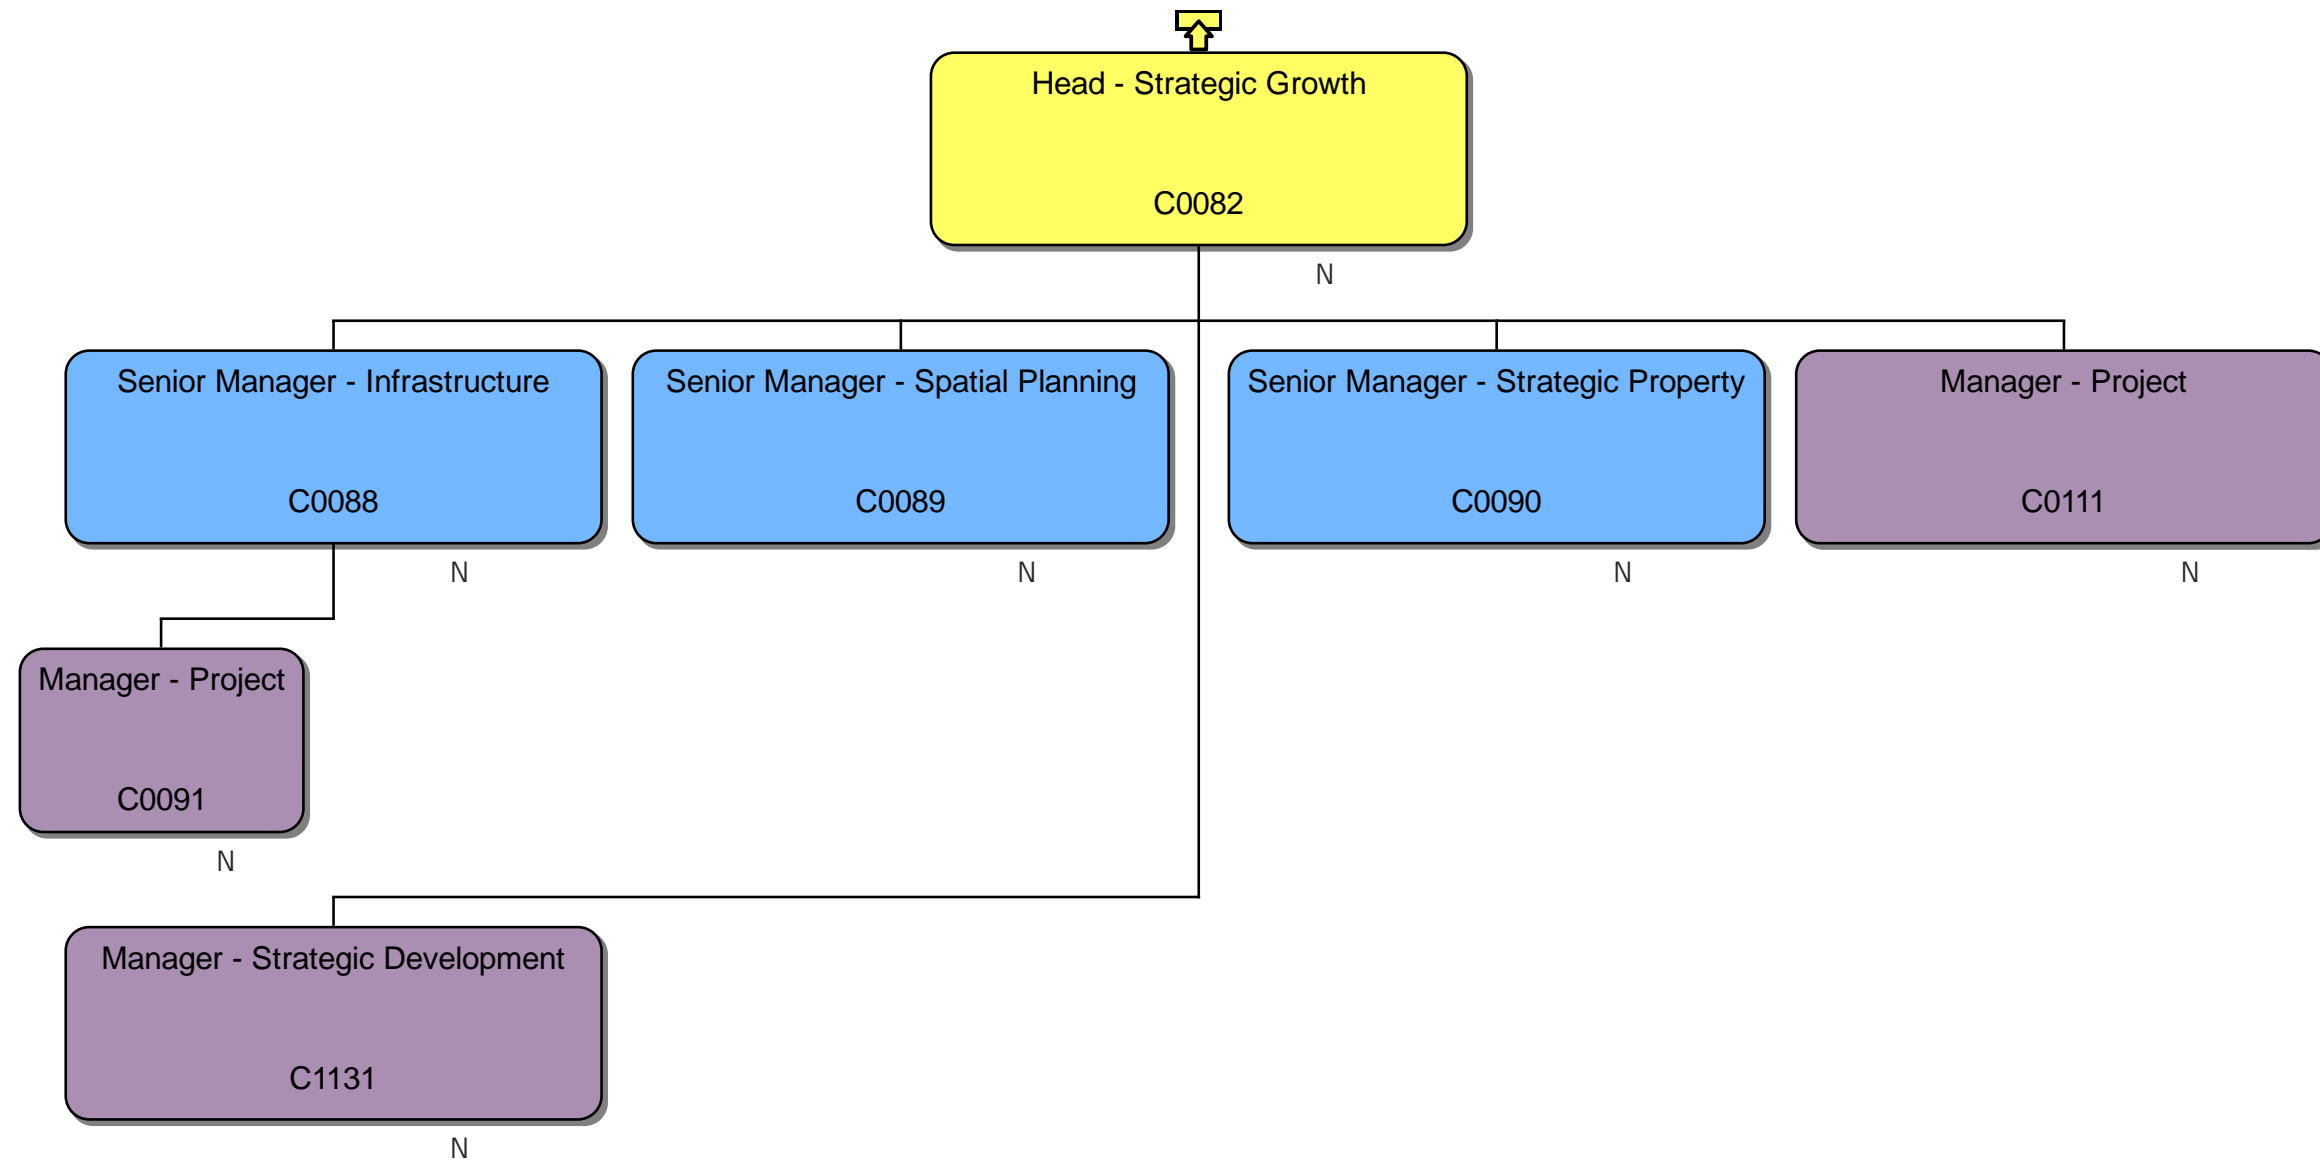 Head - Strategic Growth
C0082
N
Senior Manager - Infrastructure
C0088
N
Senior Manager - Spatial Planning
C0089
N
Senior Manager - Strategic Property
C0090
N
Manager - Project
C0111
N
Manager - Project
C0091
N
Manager - Strategic Development
C1131
N